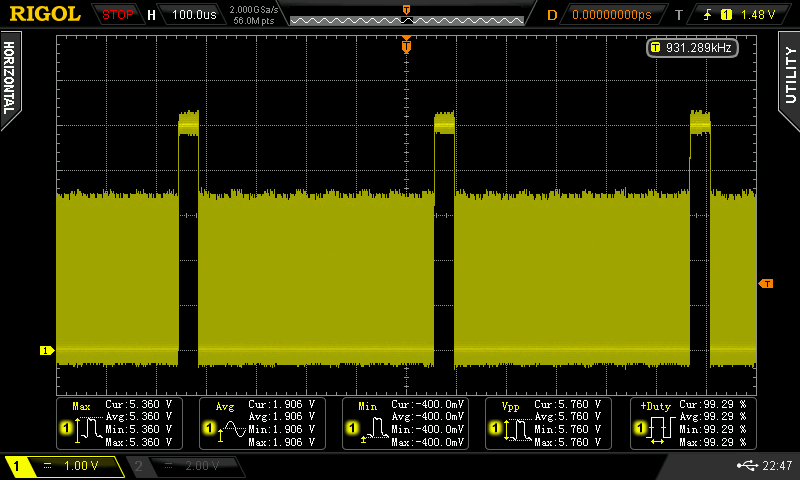 RIGOL STOP H 100.0us 2.000GSa/s 56.0M pts D 0.00000000ps T 1 1.48 V
HORIZONTAL
UTILITY
T
T
T 931.289kHz
T
1
Max
1
Cur:5.360 V
Avg:5.360 V
Min:5.360 V
Max:5.360 V
Avg
1
Cur:1.906 V
Avg:1.906 V
Min:1.906 V
Max:1.906 V
Min
1
Cur:-400.0mV
Avg:-400.0mV
Min:-400.0mV
Max:-400.0mV
Vpp
1
Cur:5.760 V
Avg:5.760 V
Min:5.760 V
Max:5.760 V
+Duty
1
Cur:99.29 %
Avg:99.29 %
Min:99.29 %
Max:99.29 %
1 1.00 V 2 2.00 V 22:47